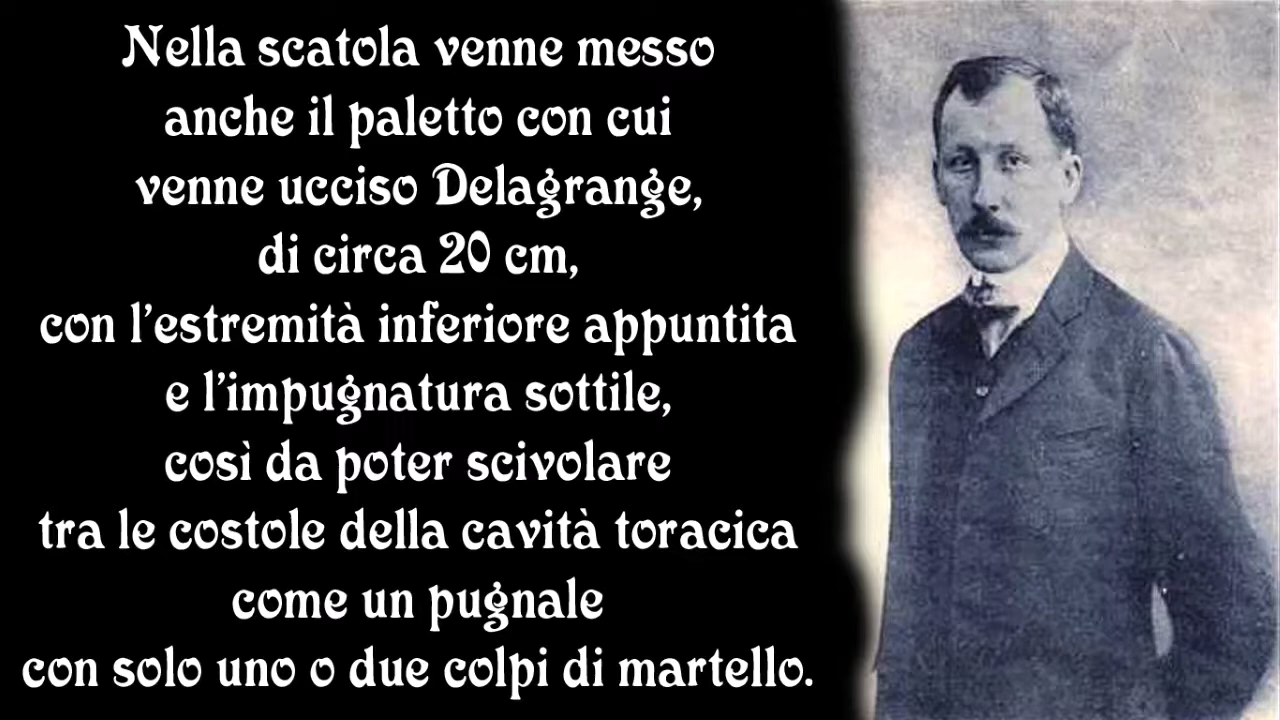 Nella scatola venne messo
anche il paletto con cui
venne ucciso Delagrange,
di circa 20 cm,
con l'estremità inferiore appuntita
e l'impugnatura sottile,
così da poter scivolare
tra le costole della cavità toracica
come un pugnale
con solo uno o due colpi di martello.